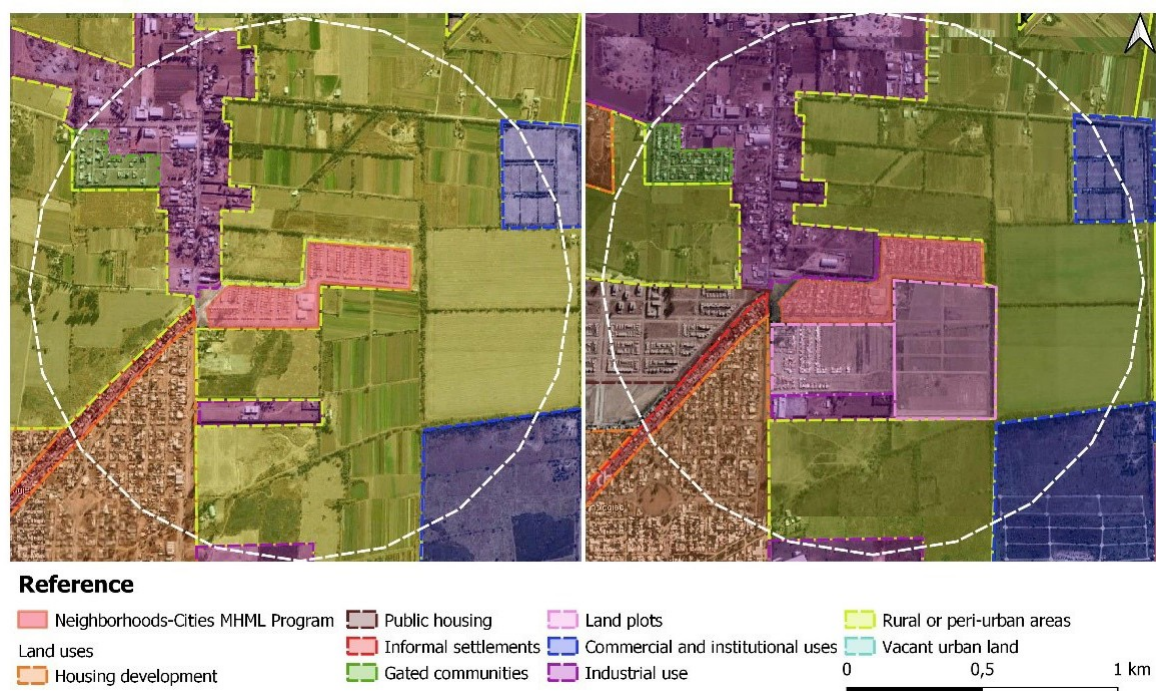 Reference
Neighborhoods-Cities MHML Program
Land uses
Housing development
Public housing
Informal settlements
Gated communities
Land plots
Commercial and institutional uses
Industrial use
Rural or peri-urban areas
Vacant urban land
0 0,5 1 km